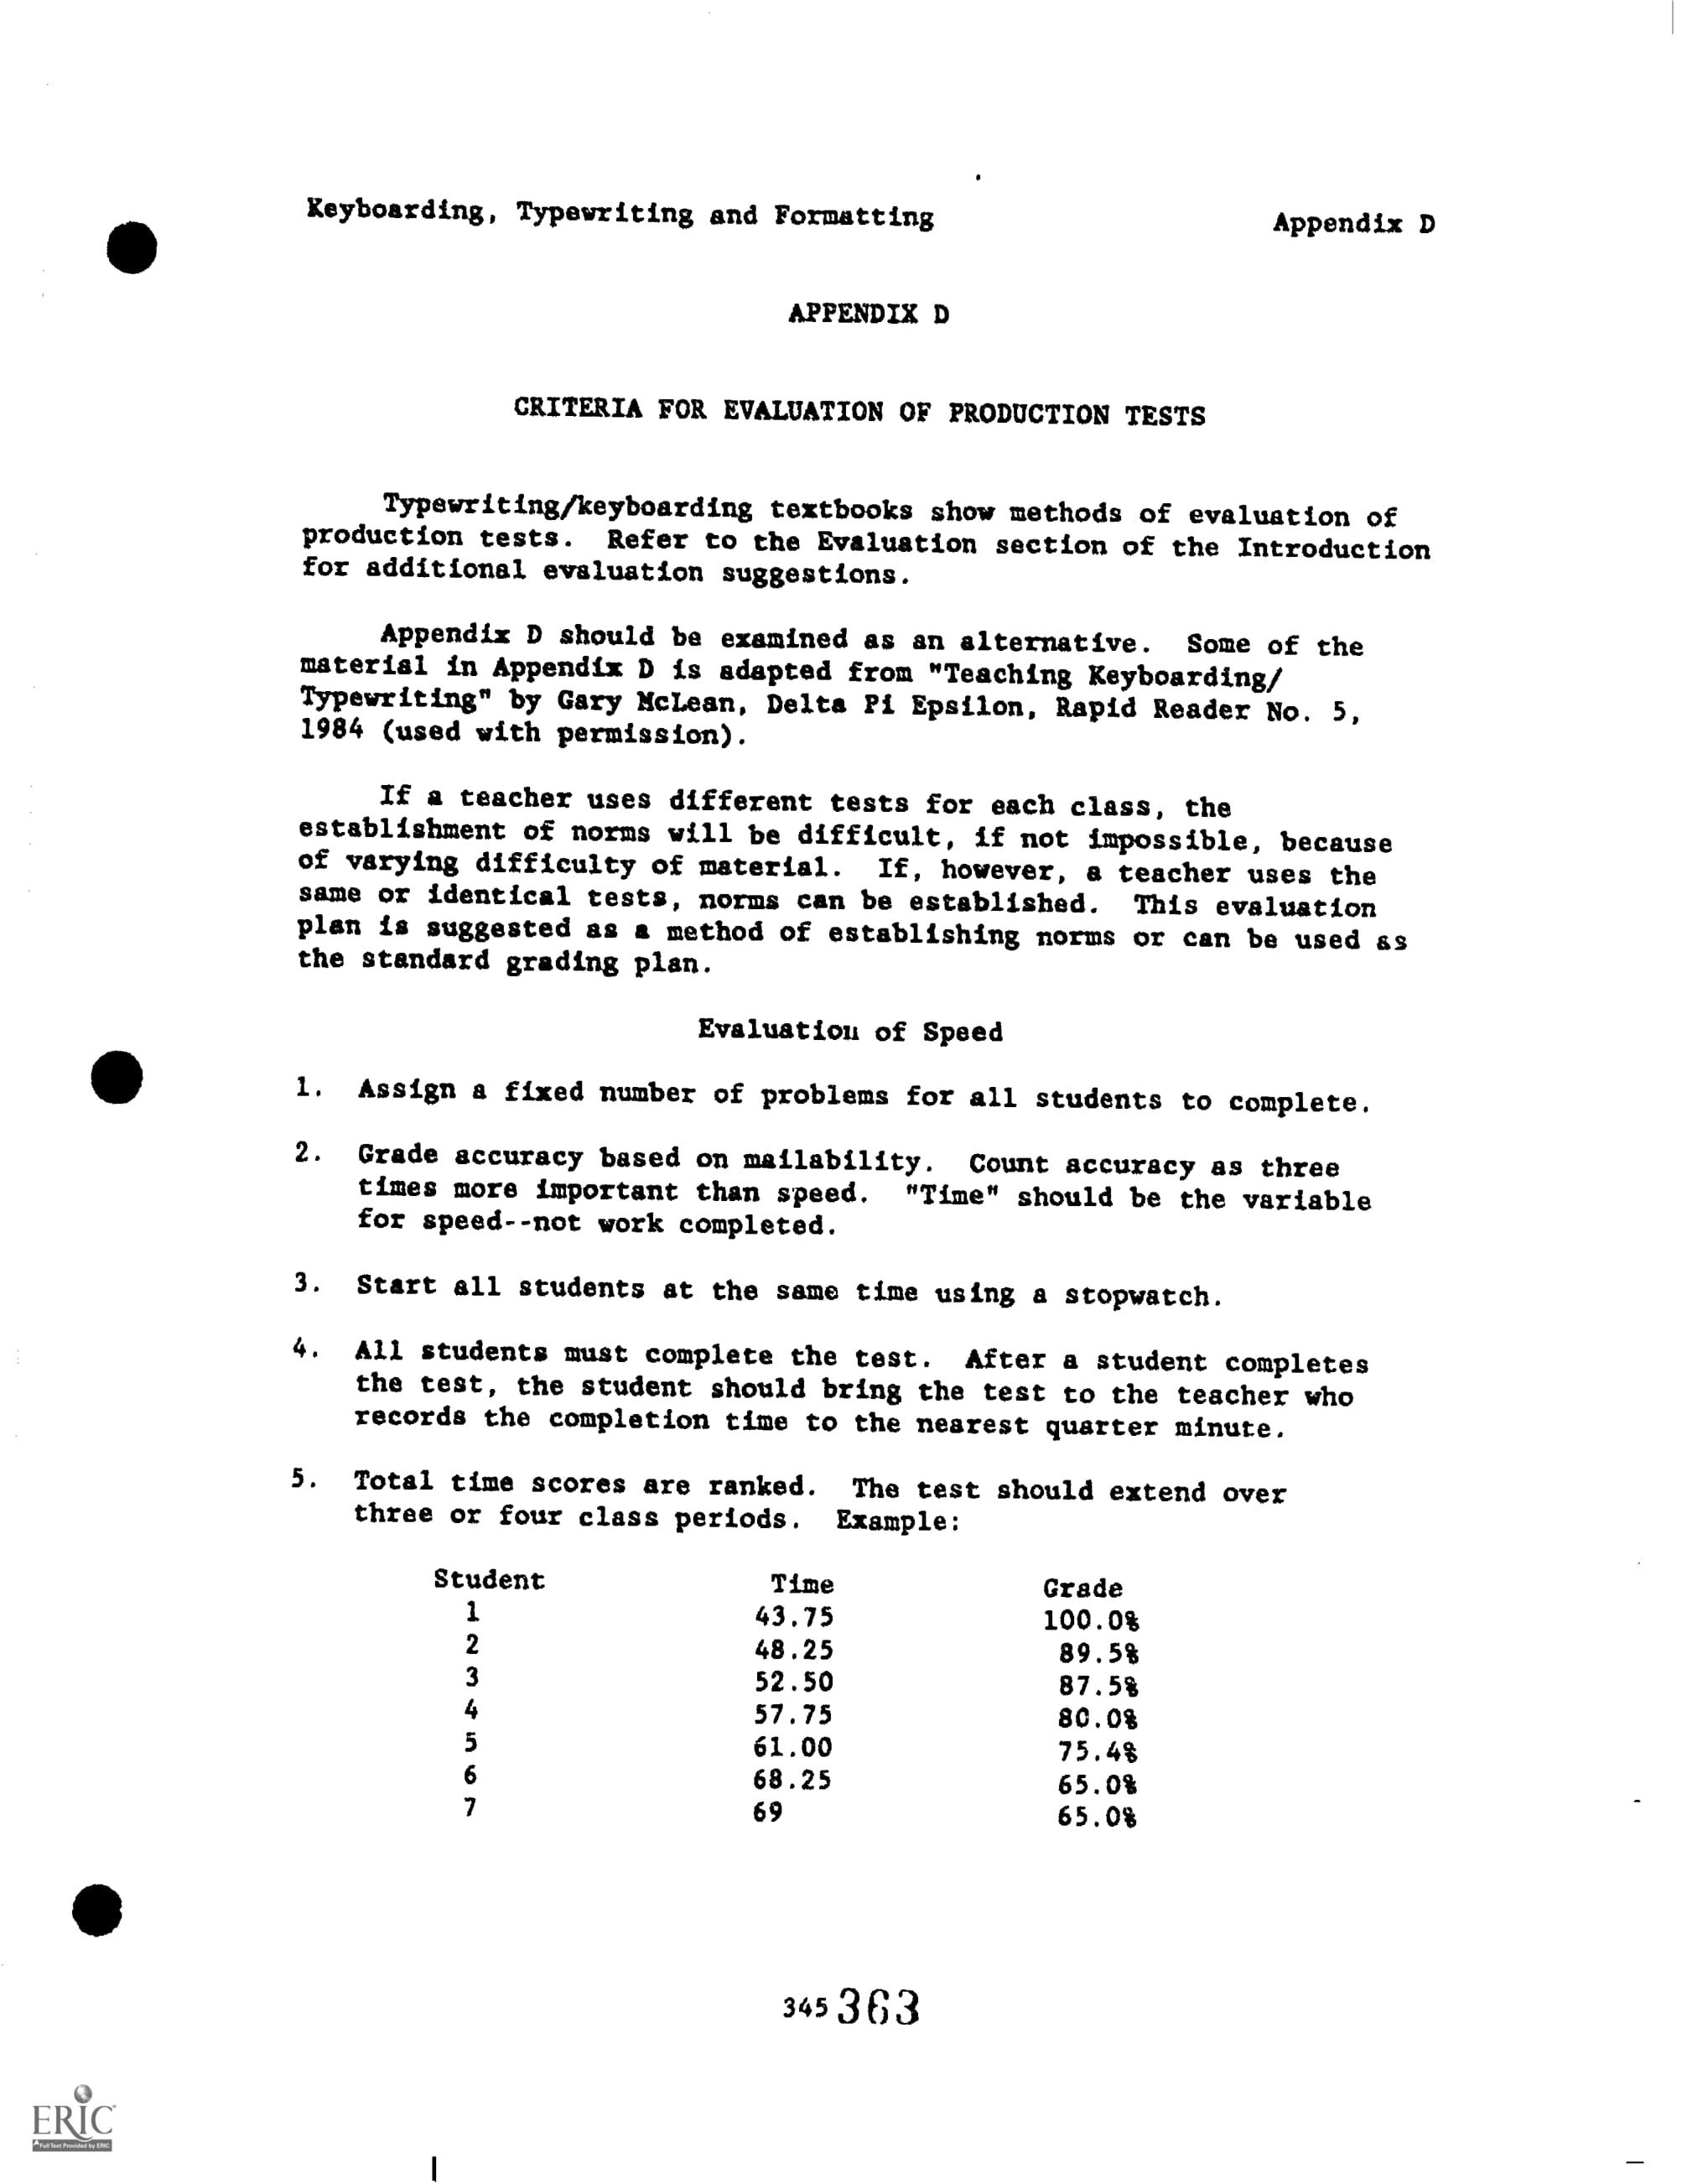 Keyboarding, Typewriting and Formatting Appendix D
APPENDIX D
CRITERIA FOR EVALUATION OF PRODUCTION TESTS
Typewriting/keyboarding textbooks show methods of evaluation of
production tests. Refer to the Evaluation section of the Introduction
for additional evaluation suggestions.
Appendix D should be examined as an alternative. Some of the
material in Appendix D is adapted from "Teaching Keyboarding/
Typewriting" by Gary McLean, Delta Pi Epsilon, Rapid Reader No. 5,
1984 (used with permission).
If a teacher uses different tests for each class, the
establishment of norms will be difficult, if not impossible, because
of varying difficulty of material. If, however, a teacher uses the
same or identical tests, norms can be established. This evaluation
plan is suggested as a method of establishing norms or can be used as
the standard grading plan.
Evaluation of Speed
1. Assign a fixed number of problems for all students to complete.
2. Grade accuracy based on mailability. Count accuracy as three
times more important than speed. "Time" should be the variable
for speed--not work completed.
3. Start all students at the same time using a stopwatch.
4. All students must complete the test. After a student completes
the test, the student should bring the test to the teacher who
records the completion time to the nearest quarter minute.
5. Total time scores are ranked. The test should extend over
three or four class periods. Example:
Student Time Grade
1 43.75 100.0%
2 48.25 89.5%
3 52.50 87.5%
4 57.75 80.0%
5 61.00 75.4%
6 68.25 65.0%
7 69 65.0%
345 363
ERIC
Full Text Provided by ERIC